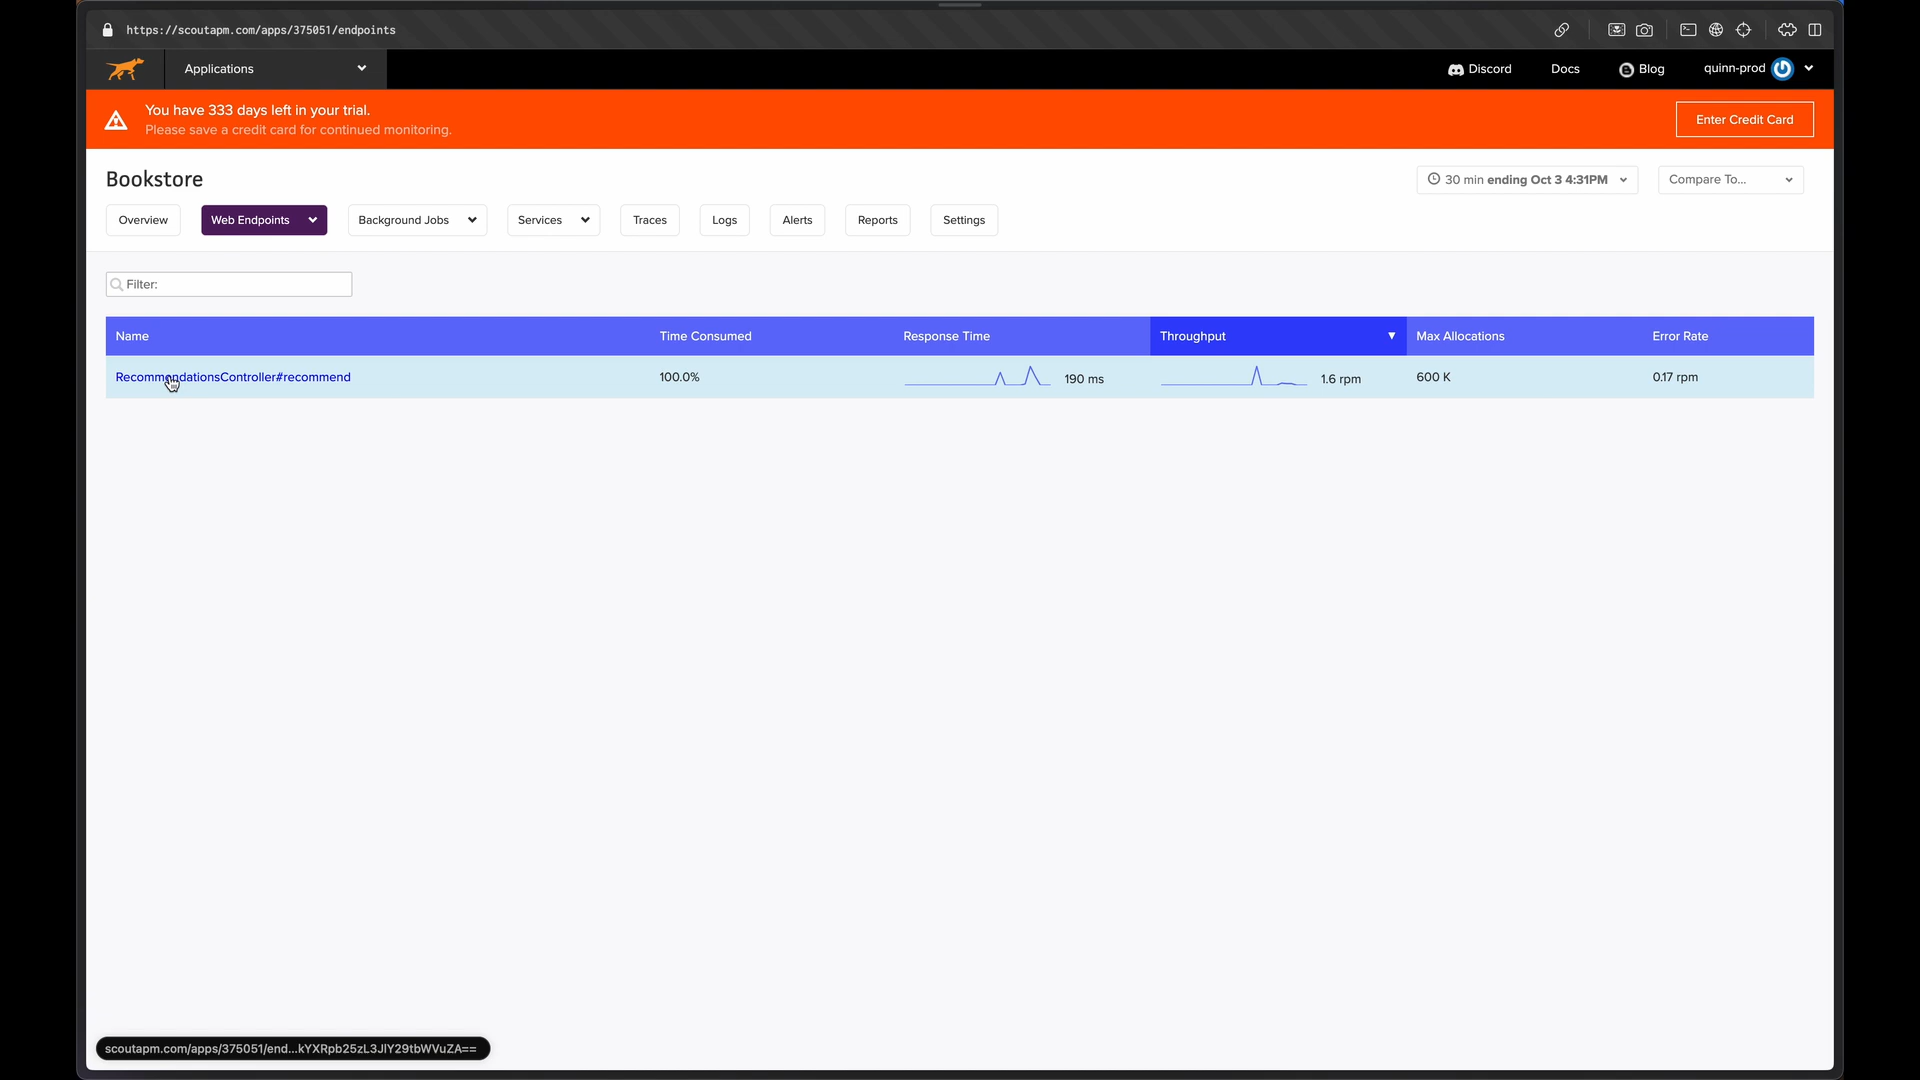 https://scoutapm.com/apps/375051/endpoints
Applications
Discord
Docs
Blog
quinn-prod
You have 333 days left in your trial.
Please save a credit card for continued monitoring.
Enter Credit Card
Bookstore
30 min ending Oct 3 4:31PM
Compare To...
Overview
Web Endpoints
Background Jobs
Services
Traces
Logs
Alerts
Reports
Settings
Filter:
Name
Time Consumed
Response Time
Throughput
Max Allocations
Error Rate
RecommendationsController#recommend
100.0%
190 ms
1.6 rpm
600 K
0.17 rpm
scoutapm.com/apps/375051/end...kYXRpb25zL3JlY29tbWVuZA==